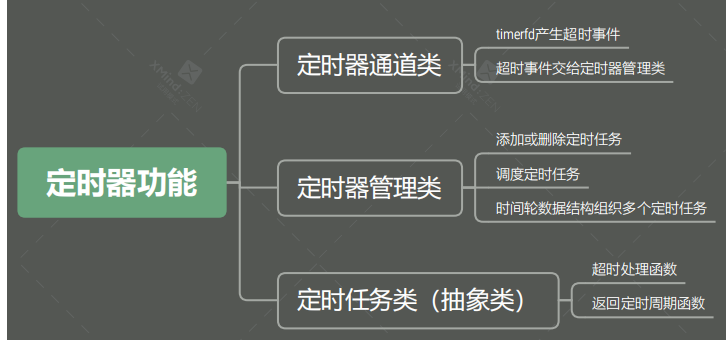 定时器功能
定时器通道类
timerfd产生超时事件
超时事件交给定时器管理类
定时器管理类
添加或删除定时任务
调度定时任务
时间轮数据结构组织多个定时任务
定时任务类（抽象类）
超时处理函数
返回定时周期函数